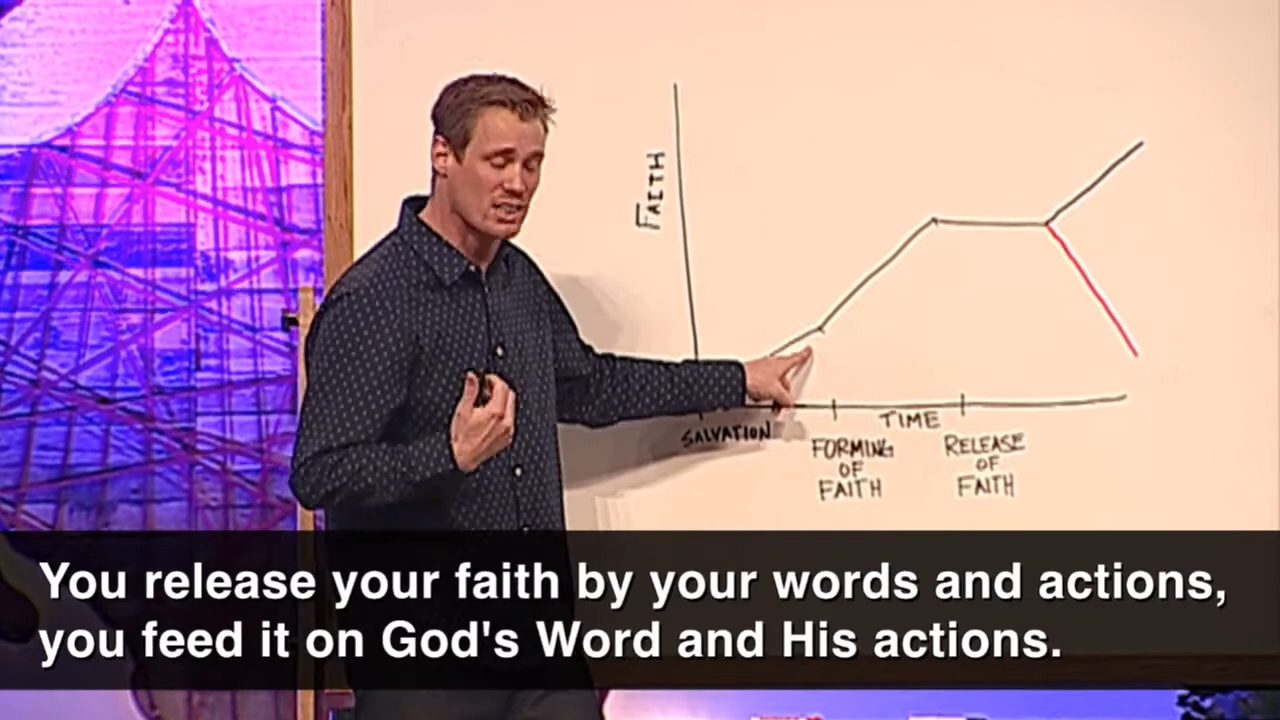 FAITH
TIME
SALVATION
FORMING
OF
FAITH
RELEASE
OF
FAITH
You release your faith by your words and actions,
you feed it on God's Word and His actions.